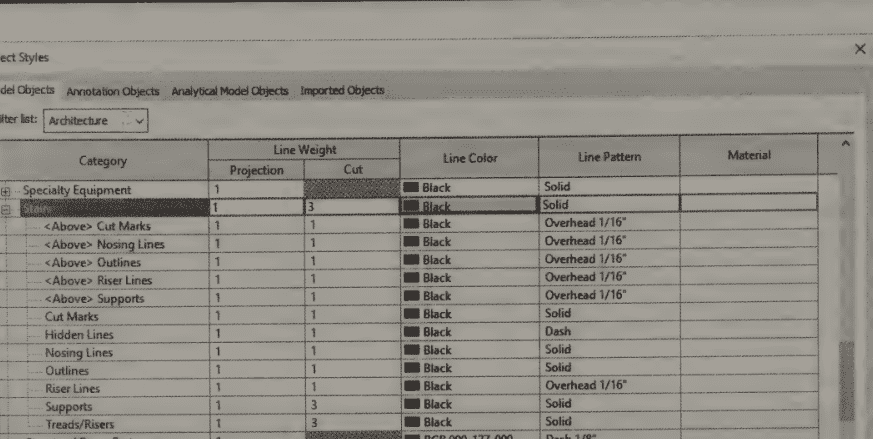 ect Styles
del Objects Annotation Objects Analytical Model Objects Imported Objects
ilter list: Architecture
Category Line Weight Line Color Line Pattern Material
Projection Cut
Specialty Equipment 1 Black Solid
1 3 Black Solid
<Above> Cut Marks 1 1 Black Overhead 1/16"
<Above> Nosing Lines 1 1 Black Overhead 1/16"
<Above> Outlines 1 1 Black Overhead 1/16"
<Above> Riser Lines 1 1 Black Overhead 1/16"
<Above> Supports 1 1 Black Overhead 1/16"
Cut Marks 1 1 Black Solid
Hidden Lines 1 1 Black Dash
Nosing Lines 1 1 Black Solid
Outlines 1 1 Black Solid
Riser Lines 1 1 Black Overhead 1/16"
Supports 1 3 Black Solid
Treads/Risers 1 3 Black Solid